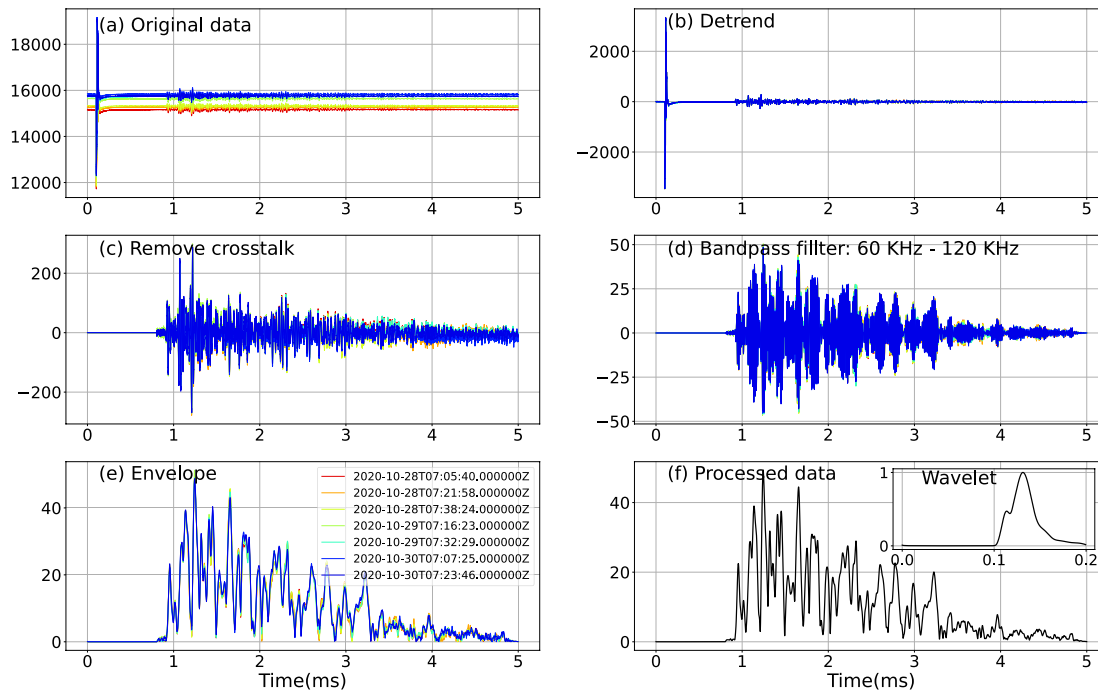 (a) Original data
18000
16000
14000
12000
0 1 2 3 4 5
(b) Detrend
2000
0
−2000
0 1 2 3 4 5
(c) Remove crosstalk
200
0
−200
0 1 2 3 4 5
(d) Bandpass fillter: 60 KHz - 120 KHz
50
25
0
−25
−50
0 1 2 3 4 5
(e) Envelope
40
20
0
2020-10-28T07:05:40.000000Z
2020-10-28T07:21:58.000000Z
2020-10-28T07:38:24.000000Z
2020-10-29T07:16:23.000000Z
2020-10-29T07:32:29.000000Z
2020-10-30T07:07:25.000000Z
2020-10-30T07:23:46.000000Z
0 1 2 3 4 5
Time(ms)
(f) Processed data
40
20
0
Wavelet
1
0
0.0 0.1 0.2
0 1 2 3 4 5
Time(ms)